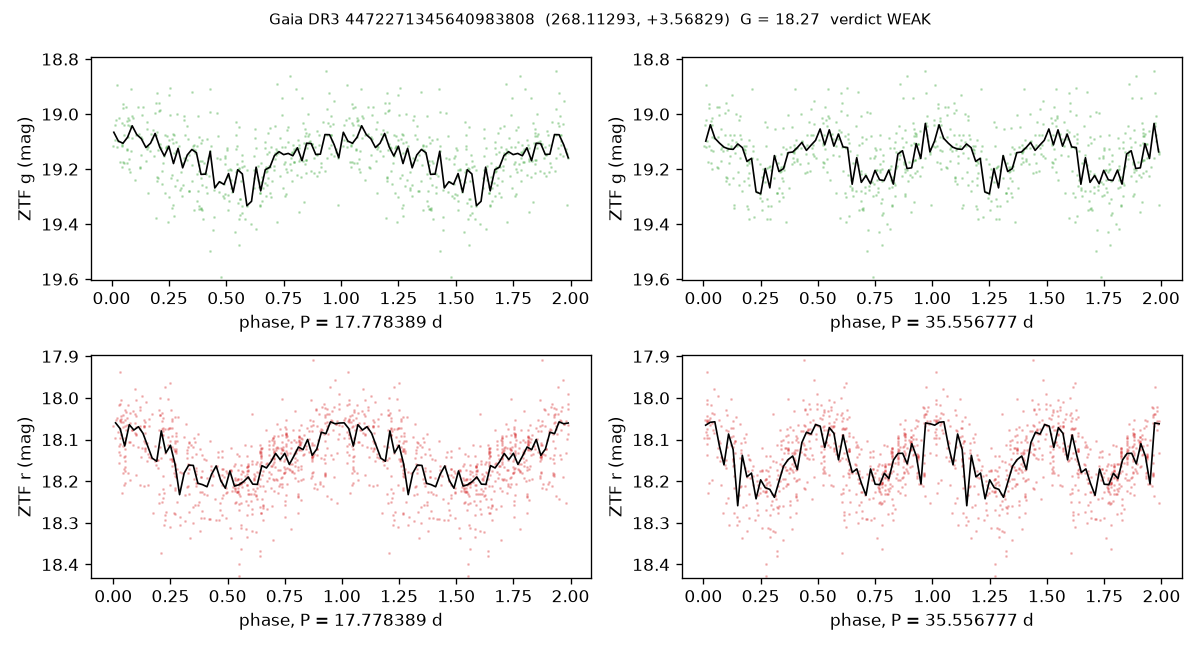 Gaia DR3 4472271345640983808 (268.11293, +3.56829) G = 18.27 verdict WEAK
18.8
19.0
19.2
19.4
19.6
ZTF g (mag)
0.00 0.25 0.50 0.75 1.00 1.25 1.50 1.75 2.00
phase, P = 17.778389 d
18.8
19.0
19.2
19.4
19.6
ZTF g (mag)
0.00 0.25 0.50 0.75 1.00 1.25 1.50 1.75 2.00
phase, P = 35.556777 d
17.9
18.0
18.1
18.2
18.3
18.4
ZTF r (mag)
0.00 0.25 0.50 0.75 1.00 1.25 1.50 1.75 2.00
phase, P = 17.778389 d
17.9
18.0
18.1
18.2
18.3
18.4
ZTF r (mag)
0.00 0.25 0.50 0.75 1.00 1.25 1.50 1.75 2.00
phase, P = 35.556777 d